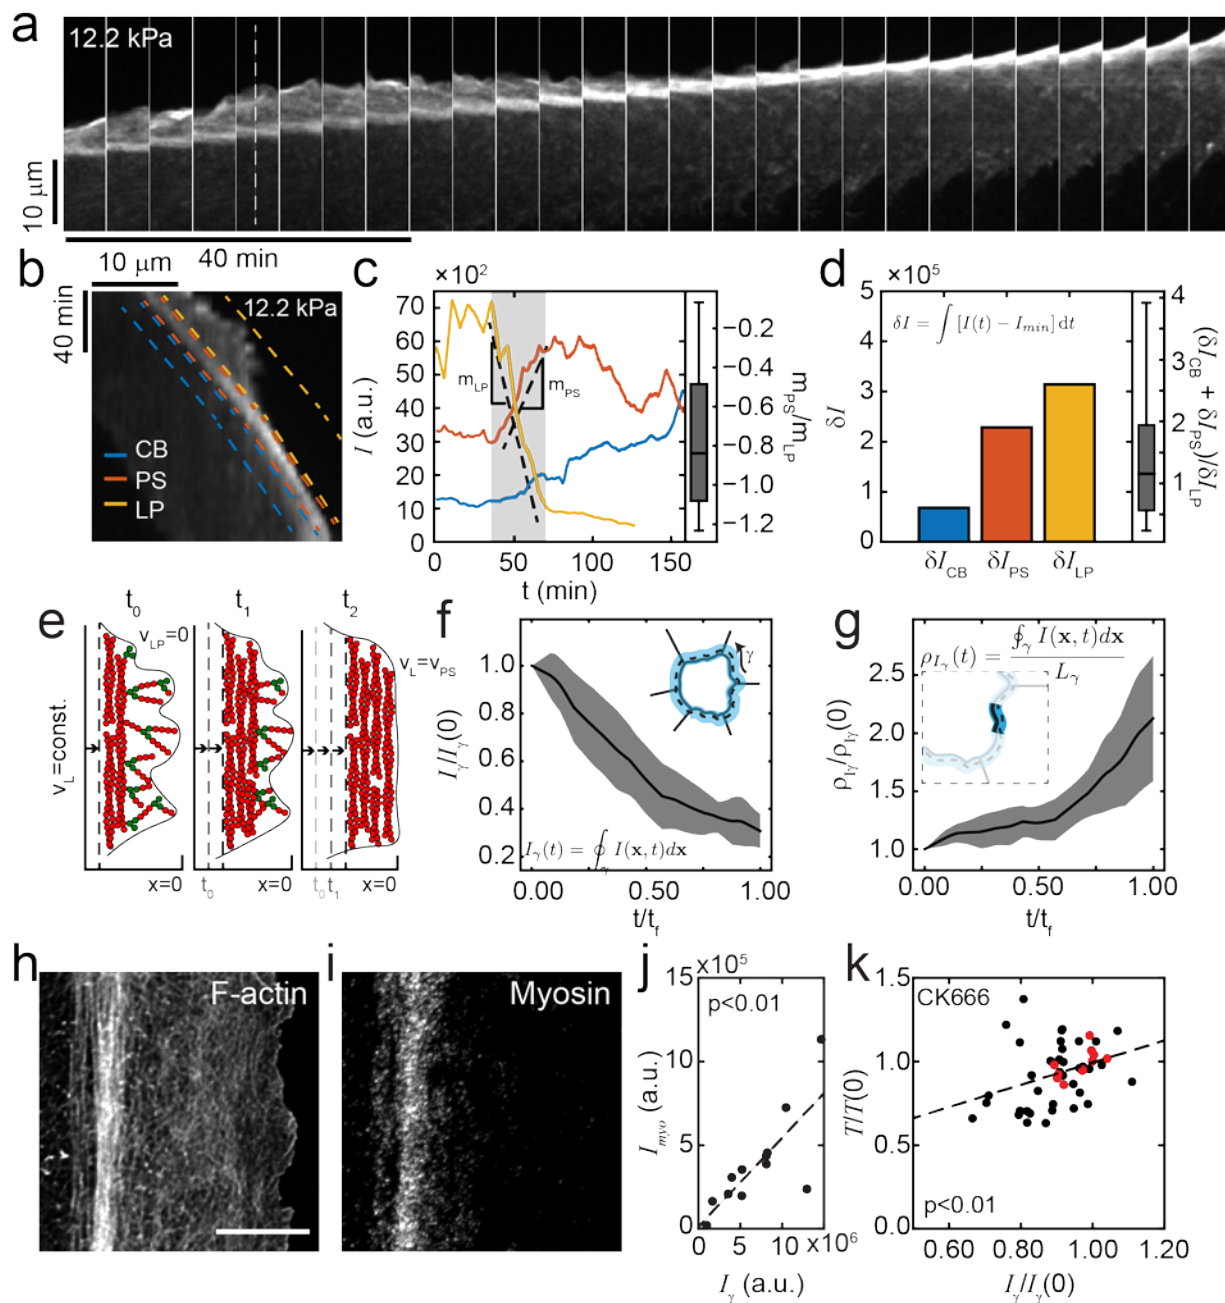 a
12.2 kPa
10 μm
40 min
b
10 μm
40 min
12.2 kPa
CB
PS
LP
c
×10²
70
60
50
40
30
20
10
0
I (a.u.)
m_LP
m_PS
0
50
100
150
t (min)
−0.2
−0.4
−0.6
−0.8
−1.0
−1.2
m_PS/m_LP
d
×10⁵
5
4
3
2
1
0
δI
δI = ∫ [I(t) − I_min] dt
δI_CB
δI_PS
δI_LP
4
3
2
1
0
(δI_CB + δI_PS)/δI_LP
e
t₀
t₁
t₂
v_LP=0
v_L=v_PS
v_L=const.
x=0
t₀
x=0
t₀ t₁
x=0
f
1.0
0.8
0.6
0.4
0.2
I_γ/I_γ(0)
γ
I_γ(t) = ∮_γ I(x, t)dx
0.00
0.50
1.00
t/t_f
g
2.5
2.0
1.5
1.0
ρ_Iγ/ρ_Iγ(0)
ρ_Iγ(t) = ∮_γ I(x, t)dx / L_γ
0.00
0.50
1.00
t/t_f
h
F-actin
i
Myosin
j
×10⁵
15
10
5
0
I_myo (a.u.)
p<0.01
0
5
10
×10⁶
I_γ (a.u.)
k
1.5
1.0
0.5
0.0
T/T(0)
CK666
p<0.01
0.60
0.80
1.00
1.20
I_γ/I_γ(0)